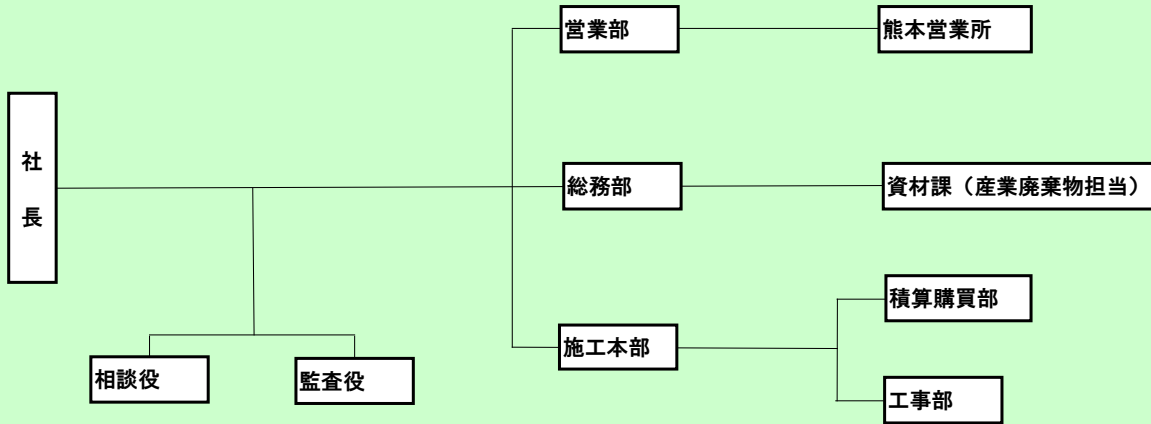 社長
営業部
熊本営業所
総務部
資材課（産業廃棄物担当）
施工本部
積算購買部
工事部
相談役
監査役